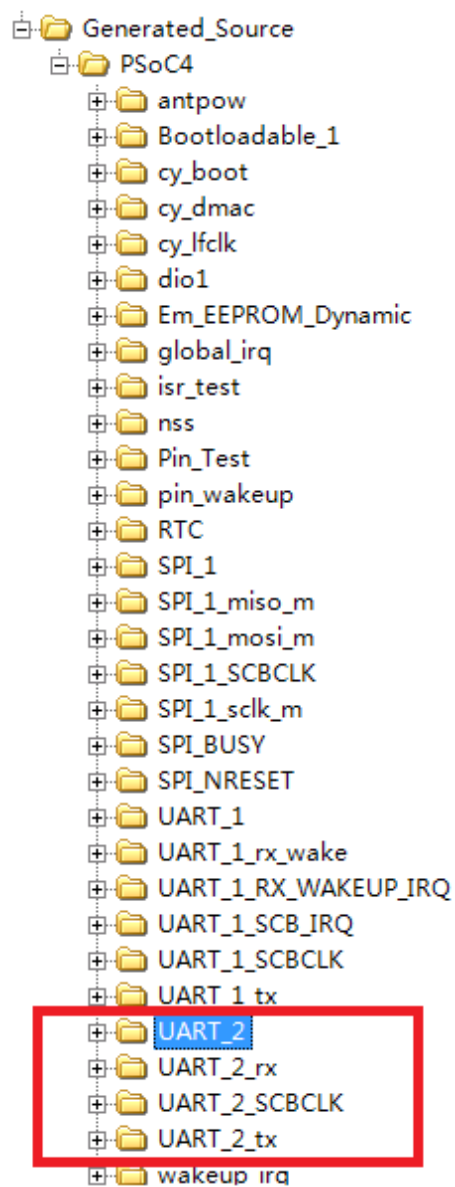 Generated_Source
PSoC4
antpow
Bootloadable_1
cy_boot
cy_dmac
cy_lfclk
dio1
Em_EEPROM_Dynamic
global_irq
isr_test
nss
Pin_Test
pin_wakeup
RTC
SPI_1
SPI_1_miso_m
SPI_1_mosi_m
SPI_1_SCBCLK
SPI_1_sclk_m
SPI_BUSY
SPI_NRESET
UART_1
UART_1_rx_wake
UART_1_RX_WAKEUP_IRQ
UART_1_SCB_IRQ
UART_1_SCBCLK
UART_1_tx
UART_2
UART_2_rx
UART_2_SCBCLK
UART_2_tx
wakeup_irq